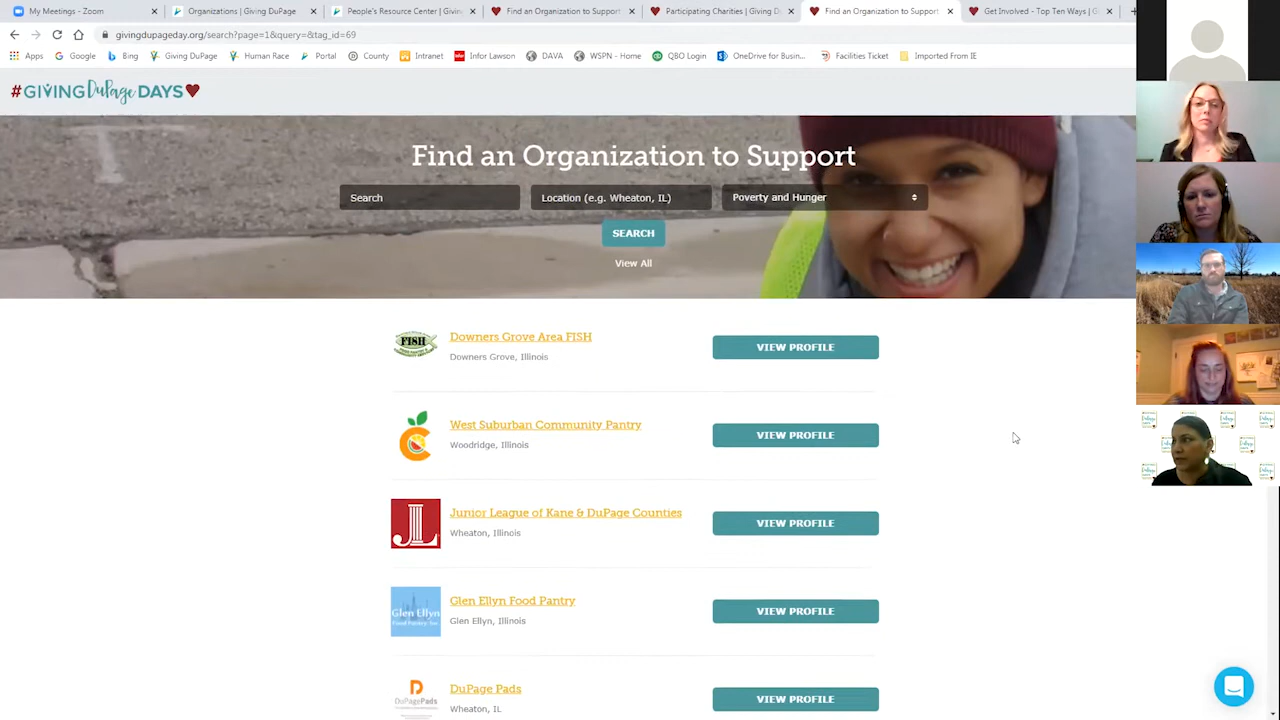 My Meetings - Zoom
Organizations | Giving DuPage
People's Resource Center | Giving
Find an Organization to Support
Participating Charities | Giving D
Find an Organization to Support
Get Involved - Top Ten Ways | G
givingdupageday.org/search?page=1&query=&tag_id=69
Apps
Google
Bing
Giving DuPage
Human Race
Portal
County
Intranet
Infor Lawson
DAVA
WSPN - Home
QBO Login
OneDrive for Busin...
Facilities Ticket
Imported From IE
#GIVING DuPage DAYS
Find an Organization to Support
Search
Location (e.g. Wheaton, IL)
Poverty and Hunger
SEARCH
View All
FISH
Downers Grove Area FISH
Downers Grove, Illinois
VIEW PROFILE
West Suburban Community Pantry
Woodridge, Illinois
VIEW PROFILE
JL
Junior League of Kane & DuPage Counties
Wheaton, Illinois
VIEW PROFILE
Glen Ellyn
Food Pantry, Inc
Glen Ellyn Food Pantry
Glen Ellyn, Illinois
VIEW PROFILE
DuPagePads
DuPage Pads
Wheaton, IL
VIEW PROFILE